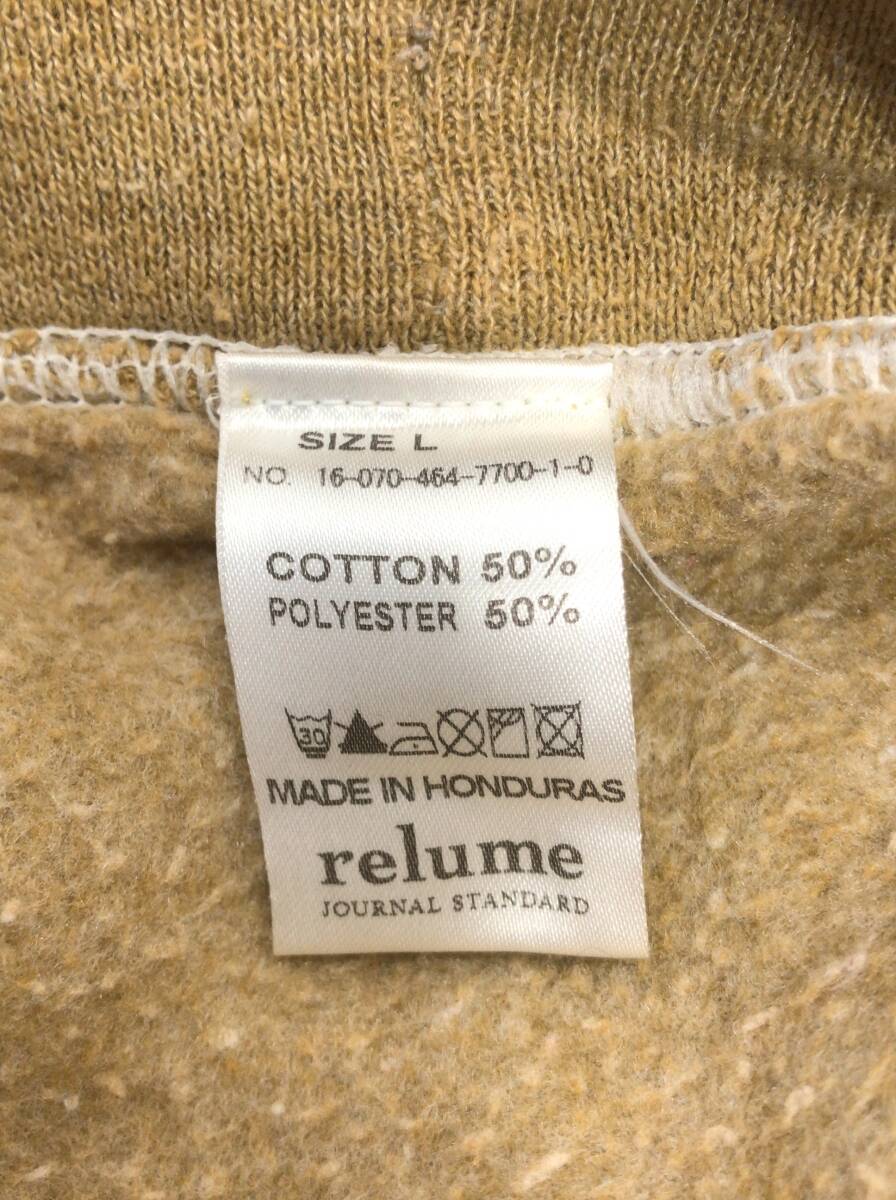 SIZE L
NO. 16-070-464-7700-1-0
COTTON 50%
POLYESTER 50%
30
MADE IN HONDURAS
relume
JOURNAL STANDARD